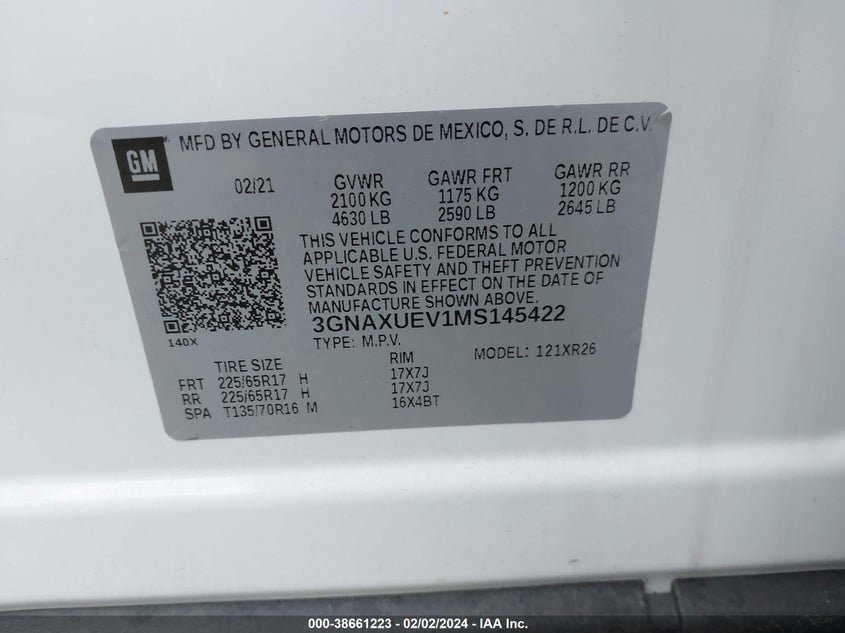 GM
MFD BY GENERAL MOTORS DE MEXICO, S. DE R.L. DE C.V.
02/21 GVWR GAWR FRT GAWR RR
2100 KG 1175 KG 1200 KG
4630 LB 2590 LB 2645 LB
THIS VEHICLE CONFORMS TO ALL
APPLICABLE U.S. FEDERAL MOTOR
VEHICLE SAFETY AND THEFT PREVENTION
STANDARDS IN EFFECT ON THE DATE OF
MANUFACTURE SHOWN ABOVE.
3GNAXUEV1MS145422
140X
TYPE: M.P.V. MODEL: 121XR26
TIRE SIZE RIM
FRT 225/65R17 H 17X7J
RR 225/65R17 H 17X7J
SPA T135/70R16 M 16X4BT
000-38661223 - 02/02/2024 - IAA Inc.